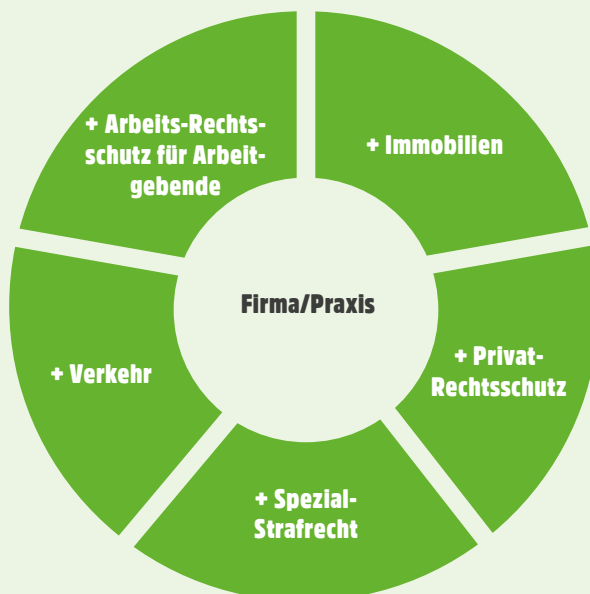 + Arbeits-Rechts-
schutz für Arbeit-
gebende
+ Immobilien
Firma/Praxis
+ Privat-
Rechtsschutz
+ Verkehr
+ Spezial-
Strafrecht